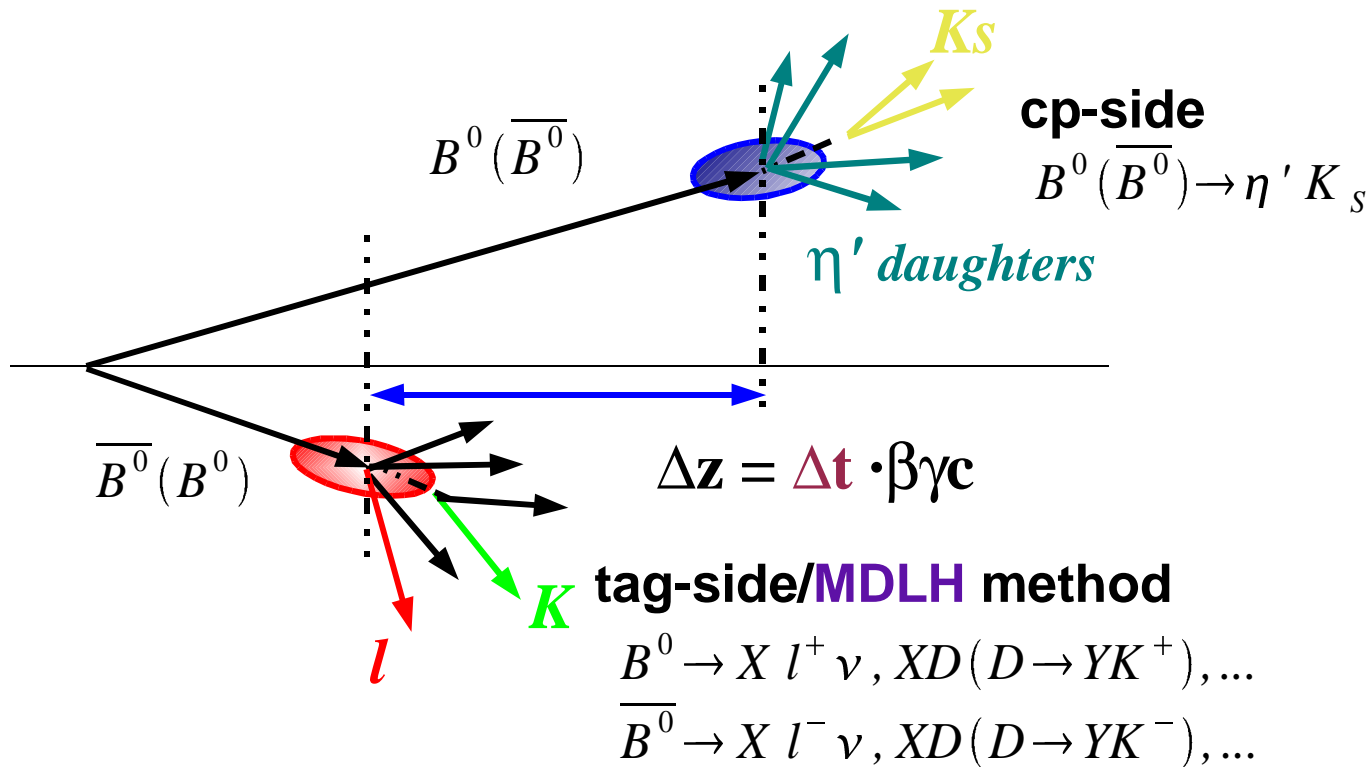 Ks
cp-side
B⁰ (B̅⁰)
B⁰ (B̅⁰) → η ′ K_S
η′ daughters
B̅⁰ (B⁰)
Δz = Δt ·βγc
tag-side/MDLH method
K
l
B⁰ → X l⁺ ν , XD(D → YK⁺), ...
B̅⁰ → X l⁻ ν , XD(D → YK⁻), ...